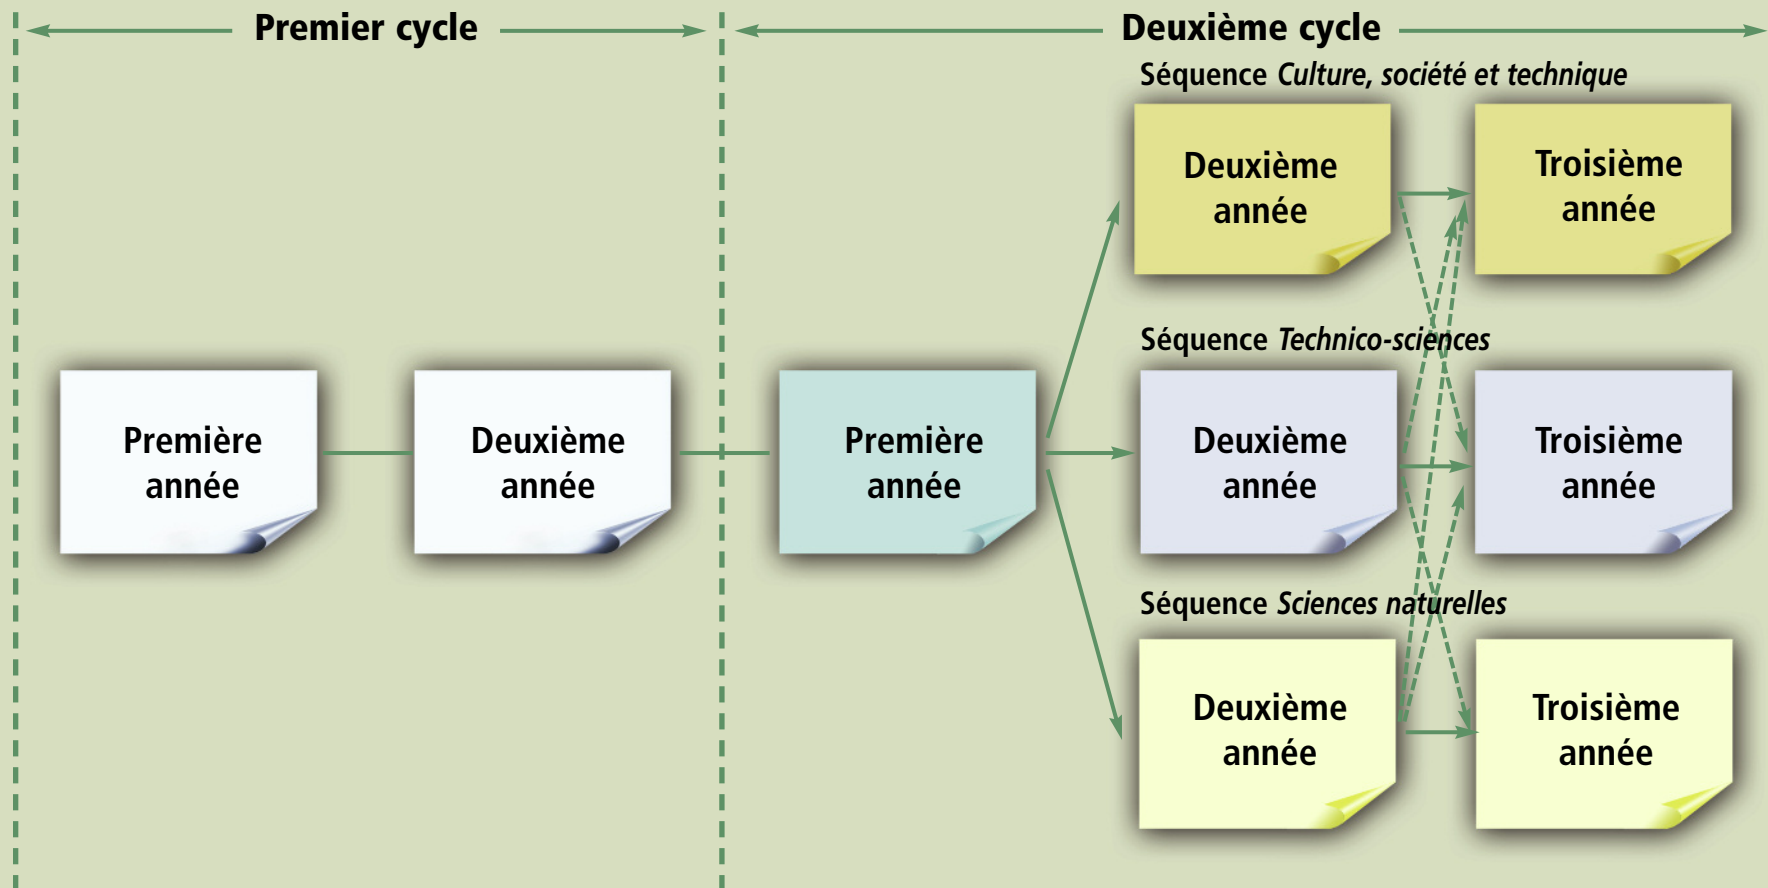 Premier cycle
Deuxième cycle
Séquence Culture, société et technique
Deuxième
année
Troisième
année
Séquence Technico-sciences
Première
année
Deuxième
année
Première
année
Deuxième
année
Troisième
année
Séquence Sciences naturelles
Deuxième
année
Troisième
année